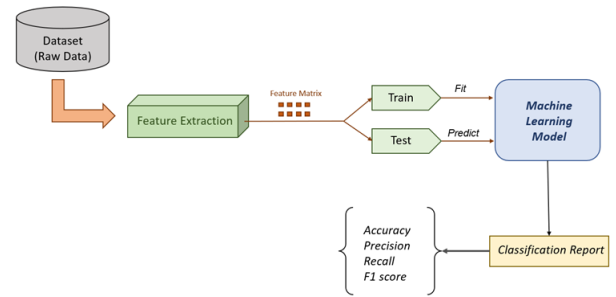 Dataset
(Raw Data)
Feature Extraction
Feature Matrix
Train
Fit
Test
Predict
Machine
Learning
Model
Classification Report
Accuracy
Precision
Recall
F1 score